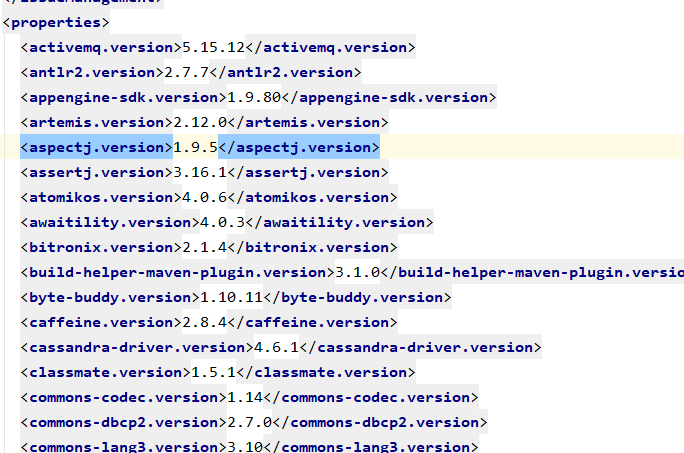 </issueManagement>
<properties>
<activemq.version>5.15.12</activemq.version>
<antlr2.version>2.7.7</antlr2.version>
<appengine-sdk.version>1.9.80</appengine-sdk.version>
<artemis.version>2.12.0</artemis.version>
<aspectj.version>1.9.5</aspectj.version>
<assertj.version>3.16.1</assertj.version>
<atomikos.version>4.0.6</atomikos.version>
<awaitility.version>4.0.3</awaitility.version>
<bitronix.version>2.1.4</bitronix.version>
<build-helper-maven-plugin.version>3.1.0</build-helper-maven-plugin.versio
<byte-buddy.version>1.10.11</byte-buddy.version>
<caffeine.version>2.8.4</caffeine.version>
<cassandra-driver.version>4.6.1</cassandra-driver.version>
<classmate.version>1.5.1</classmate.version>
<commons-codec.version>1.14</commons-codec.version>
<commons-dbcp2.version>2.7.0</commons-dbcp2.version>
<commons-lang3.version>3.10</commons-lang3.version>